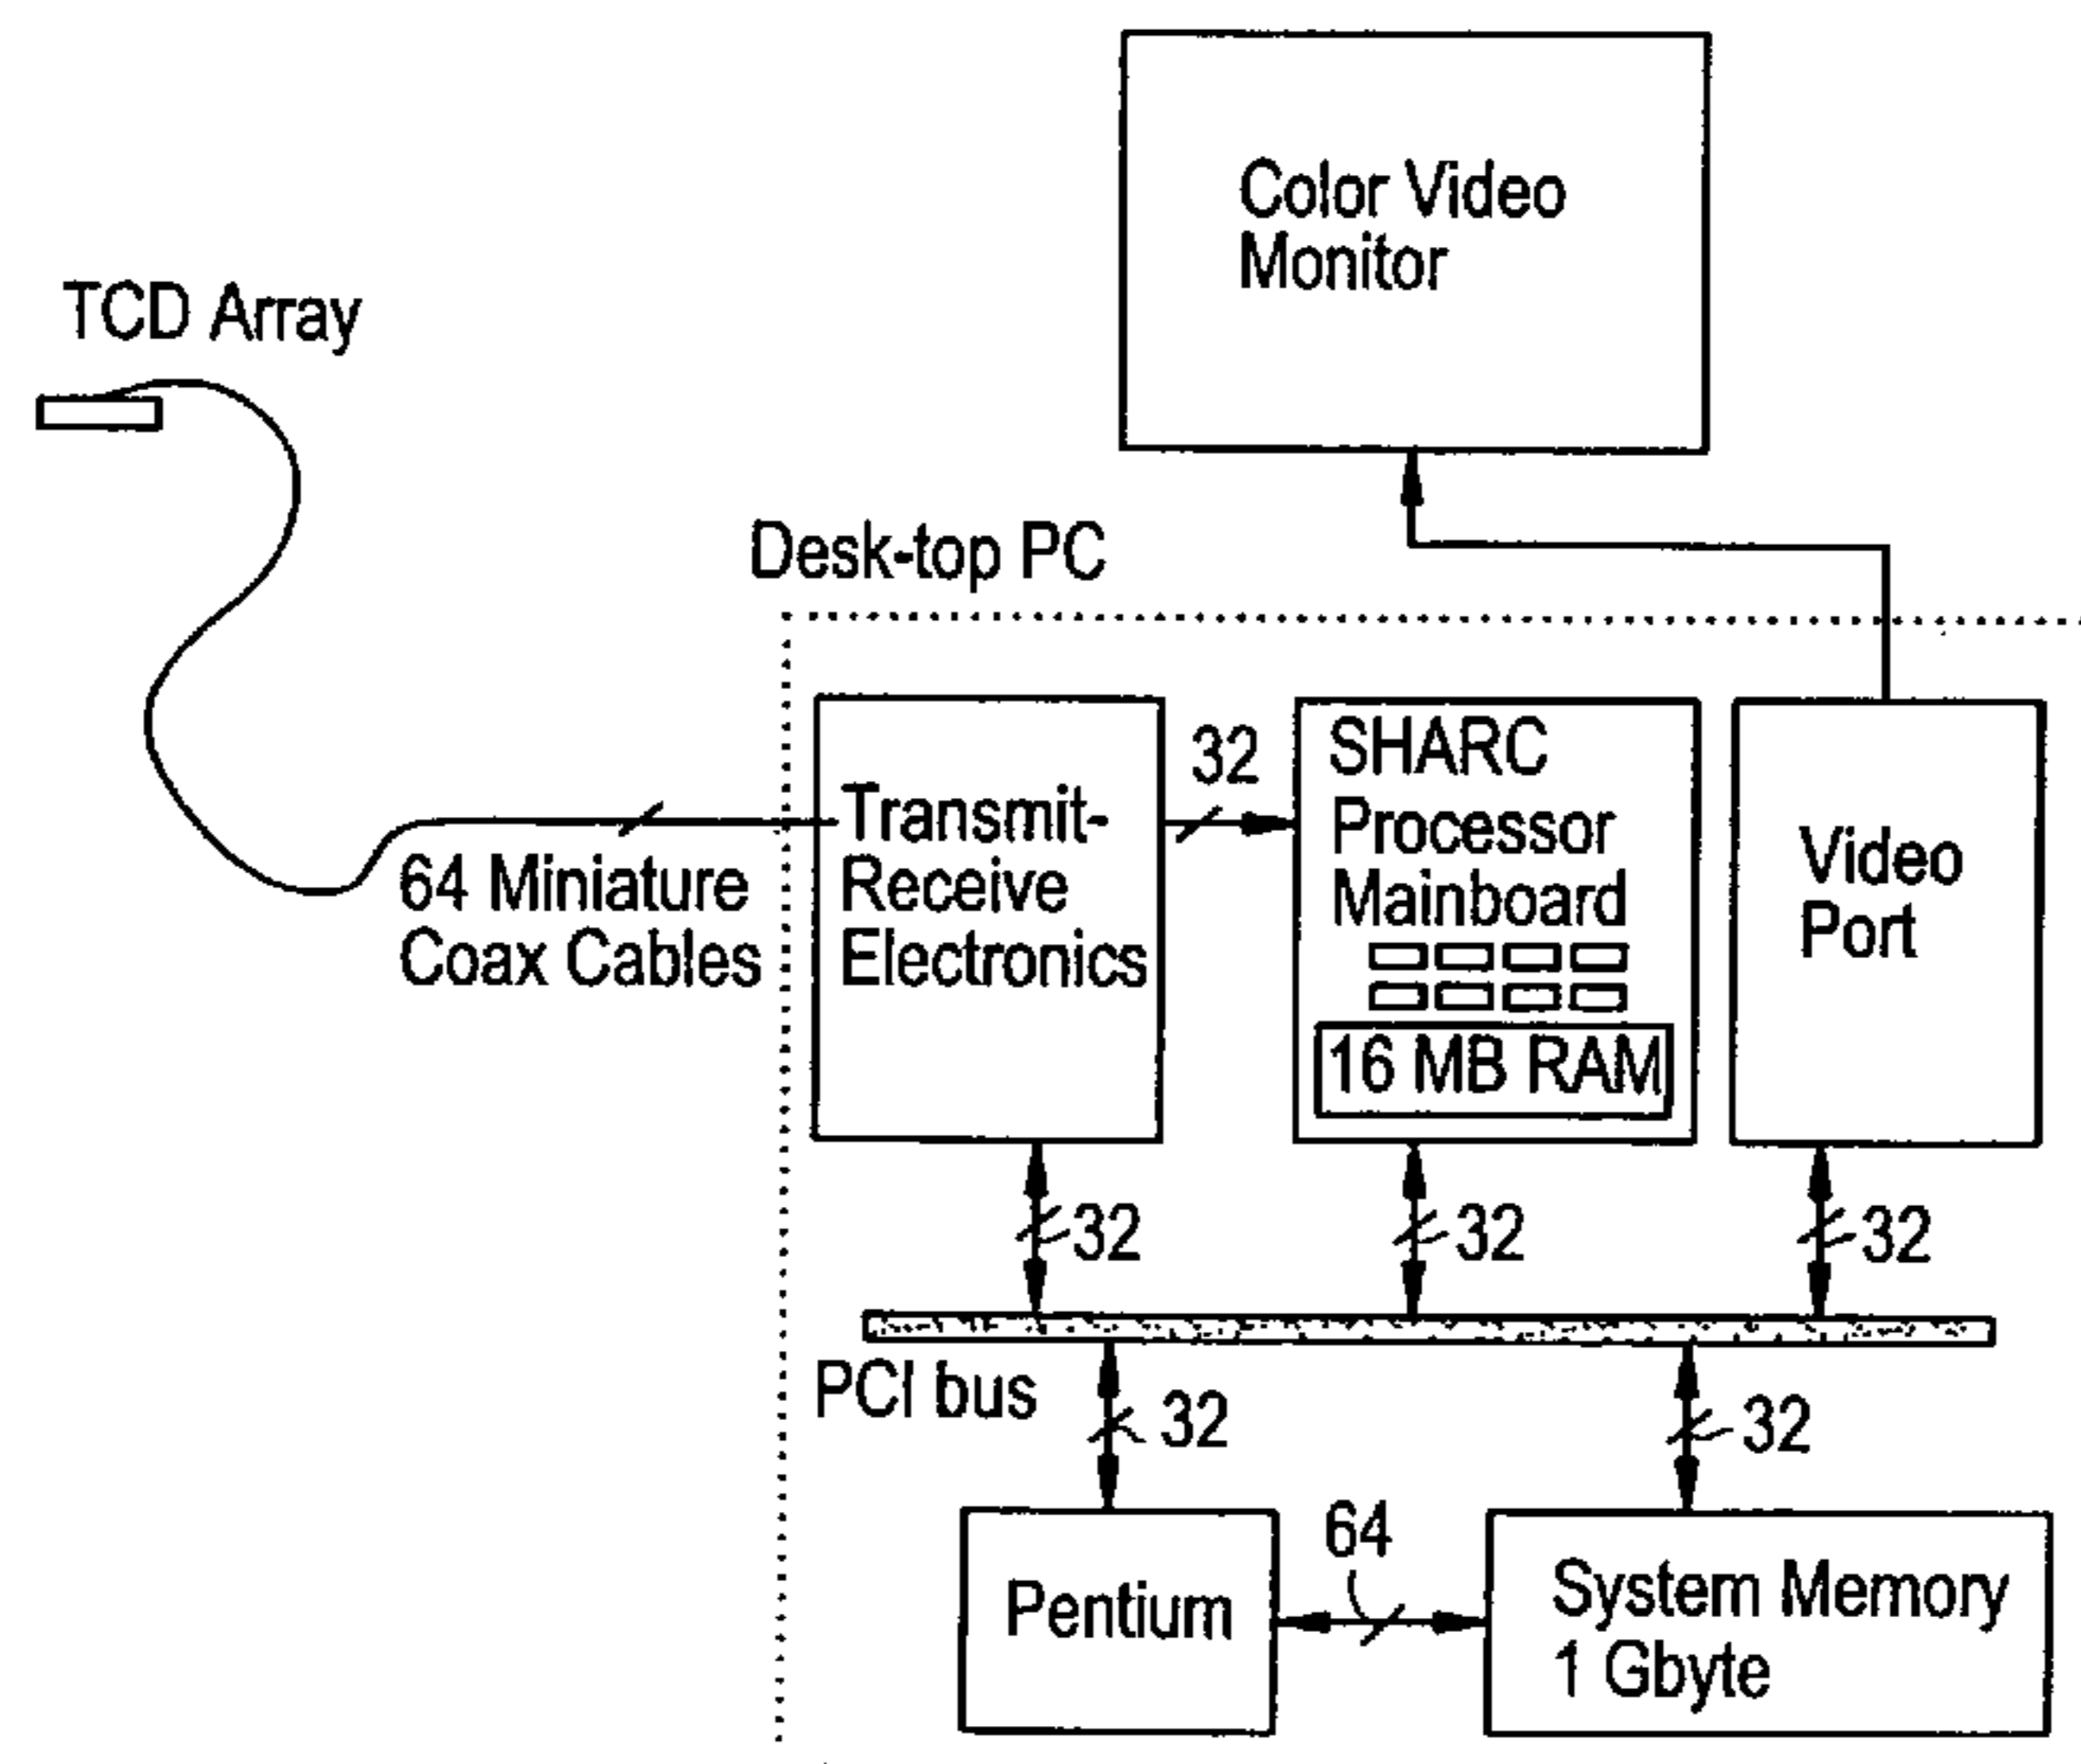 Color Video
Monitor
TCD Array
Desk-top PC
64 Miniature
Coax Cables
Transmit-
Receive
Electronics
32
SHARC
Processor
Mainboard
16 MB RAM
Video
Port
32
32
32
PCI bus
32
32
Pentium
64
System Memory
1 Gbyte